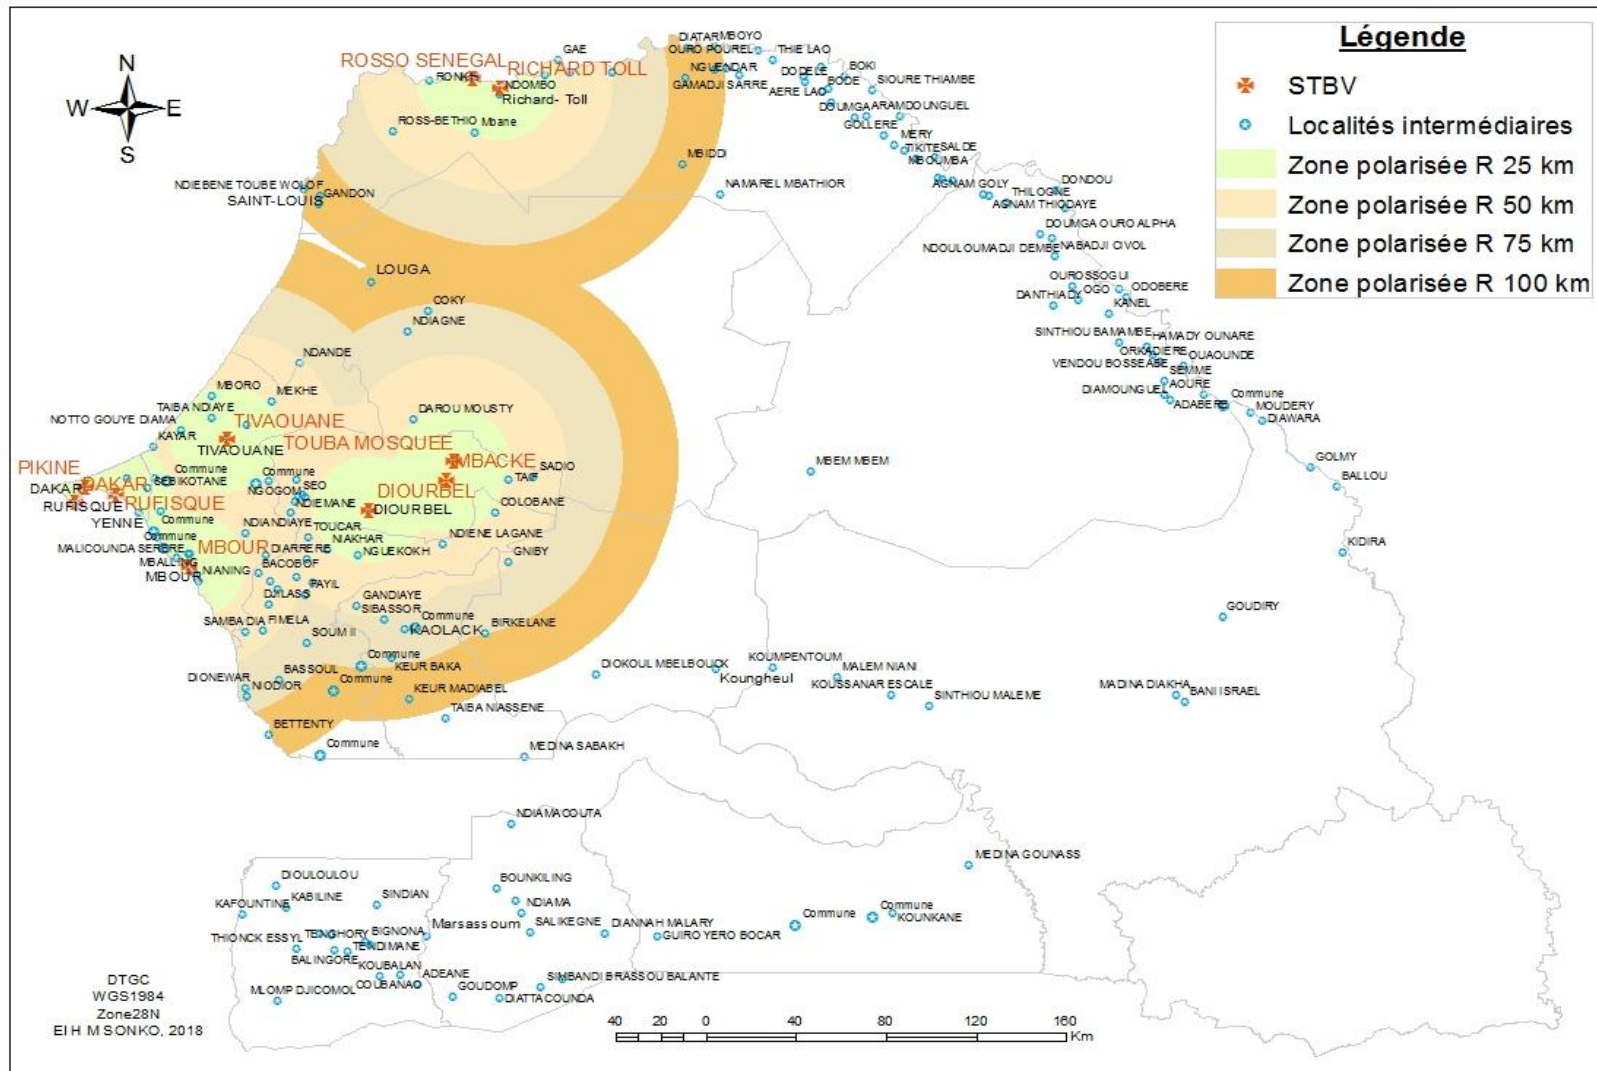 Légende
STBV
Localités intermédiaires
Zone polarisée R 25 km
Zone polarisée R 50 km
Zone polarisée R 75 km
Zone polarisée R 100 km
N
W E
S
ROSSO SENEGAL
RICHARD TOLL
GAE
RONKH
NDOMBO
Richard- Toll
ROSS-BETHIO
Mbane
DIATAR
MBOYO
OURO POUREL
THIE LAO
NGUENDAR
DODELE
BOKI
GAMADJI SARRE
BODE
SIOURE THIAMBE
AERE LAO
DOUMGA
ARAMDOUNGUEL
GOLLERE
MERY
TIKITE
SALDE
MBOUMBA
MBIDDI
NAMAREL MBATHIOR
AGNAM GOLY
THILOGNE
DONDOU
AGNAM THIODAYE
DOUMGA OURO ALPHA
NDOULOUMADJI DEMBE
NABADJI CIVOL
NDIEBENE TOUBE WOLOF
GANDON
SAINT-LOUIS
OUROSSOGUI
DANTHIADY
OGO
ODOBERE
KANEL
LOUGA
COKY
NDIAGNE
SINTHIOU BAMAMBE
HAMADY OUNARE
ORKADIERE
OUAOUNDE
VENDOU BOSSEABE
SEMME
DIAMOUNGUEL
AOURE
ADABERE
Commune
MOUDERY
DIAWARA
NDANDE
MBORO
MEKHE
TAIBA NDIAYE
NOTTO GOUYE DIAMA
KAYAR
TIVAOUANE
TIVAOUANE
DAROU MOUSTY
TOUBA MOSQUEE
MBACKE
SADIO
TAIF
GOLMY
BALLOU
MBEM MBEM
PIKINE
DAKAR
DAKAR
Commune
SEBIKOTANE
Commune
SEO
NGOGOM
RUFISQUE
RUFISQUE
YENNE
DIOURBEL
DIOURBEL
COLOBANE
NDIEMANE
Commune
NDIANDIAYE
TOUCAR
NIAKHAR
NDIENE LAGANE
Commune
MALICOUNDA SERERE
MBOUR
DIARRERE
NGUEKOKH
GNIBY
MBALLING
NIANING
BACOBOF
MBOUR
FAYIL
DJILASS
GANDIAYE
SIBASSOR
SAMBA DIA
FIMELA
Commune
KAOLACK
BIRKELANE
SOUM II
Commune
KEUR BAKA
BASSOUL
DIONEWAR
NIODIOR
Commune
KEUR MADIABEL
TAIBA NIASSENE
BETTENTY
Commune
MEDINA SABAKH
KIDIRA
GOUDIRY
DIOKOUL MBELBOUCK
KOUMPENTOUM
Koungheul
MALEM NIANI
KOUSSANAR ESCALE
SINTHIOU MALEME
MADINA DIAKHA
BANI ISRAEL
NDIAMACOUTA
MEDINA GOUNASS
DIOULOULOU
KABILINE
KAFOUNTINE
SINDIAN
BOUNKILING
NDIAMA
Marsassoum
SALIKEGNE
DIANNAH MALARY
GUIRO YERO BOCAR
Commune
Commune
KOUNKANE
THIONCK ESSYL
TENGHORY
BIGNONA
TENDIMANE
BALINGORE
KOUBALAN
COUBANAO
ADEANE
MLOMP DJICOMOL
GOUDOMP
SIMBANDI BRASSOU BALANTE
DIATTACOUNDA
DTGC
WGS1984
Zone28N
El H M SONKO, 2018
40 20 0 40 80 120 160
Km